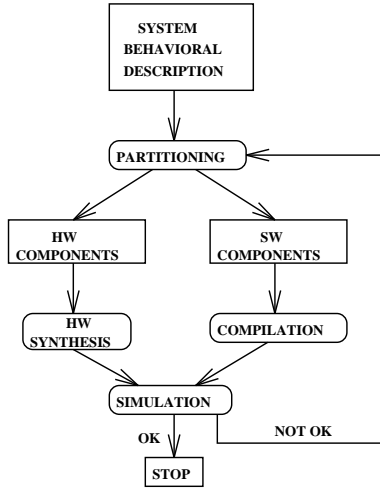 SYSTEM
BEHAVIORAL
DESCRIPTION
PARTITIONING
HW
COMPONENTS
SW
COMPONENTS
HW
SYNTHESIS
COMPILATION
SIMULATION
OK
NOT OK
STOP